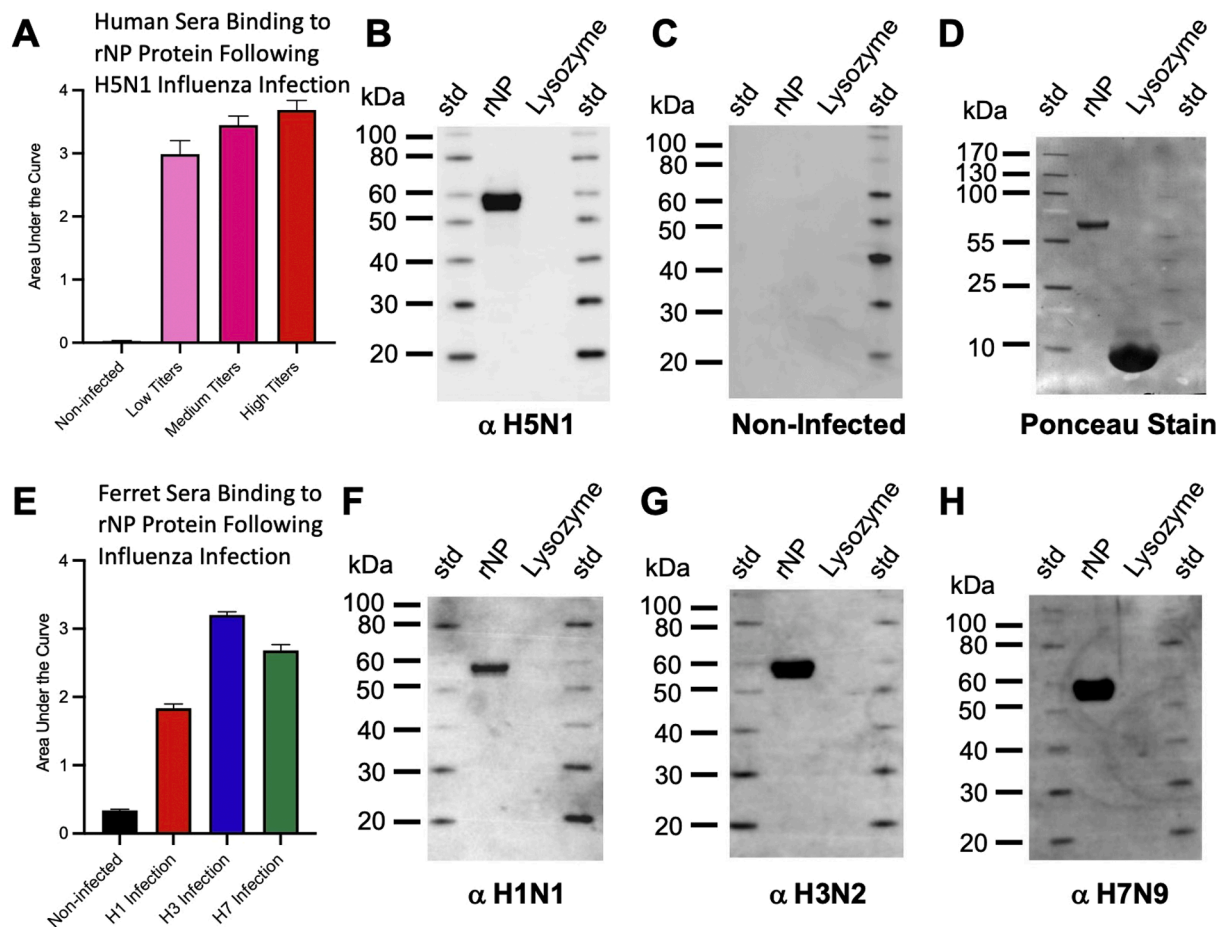 A
Human Sera Binding to
rNP Protein Following
H5N1 Influenza Infection
Area Under the Curve
4
3
2
1
0
Non-infected
Low Titers
Medium Titers
High Titers
B
kDa
std
rNP
Lysozyme
std
100
80
60
50
40
30
20
α H5N1
C
kDa
std
rNP
Lysozyme
std
100
80
60
50
40
30
20
Non-Infected
D
kDa
std
rNP
Lysozyme
std
170
130
100
55
25
10
Ponceau Stain
E
Ferret Sera Binding to
rNP Protein Following
Influenza Infection
Area Under the Curve
4
3
2
1
0
Non-infected
H1 Infection
H3 Infection
H7 Infection
F
kDa
std
rNP
Lysozyme
std
100
80
60
50
40
30
20
α H1N1
G
kDa
std
rNP
Lysozyme
std
100
80
60
50
40
30
20
α H3N2
H
kDa
std
rNP
Lysozyme
std
100
80
60
50
40
30
20
α H7N9